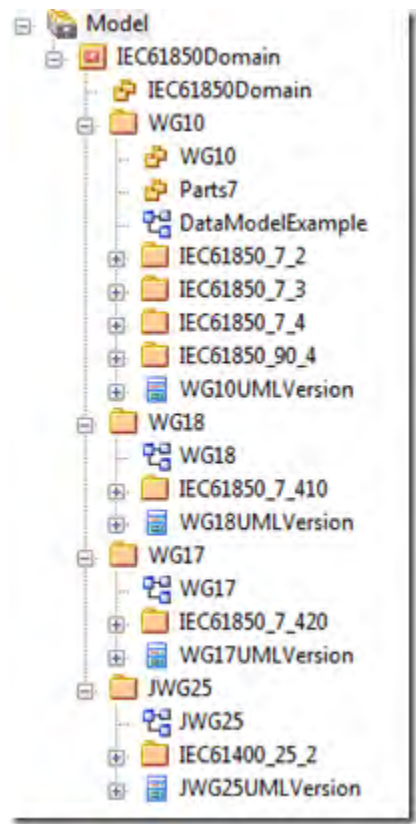 Model
IEC61850Domain
IEC61850Domain
WG10
WG10
Parts7
DataModelExample
IEC61850_7_2
IEC61850_7_3
IEC61850_7_4
IEC61850_90_4
WG10UMLVersion
WG18
WG18
IEC61850_7_410
WG18UMLVersion
WG17
WG17
IEC61850_7_420
WG17UMLVersion
JWG25
JWG25
IEC61400_25_2
JWG25UMLVersion